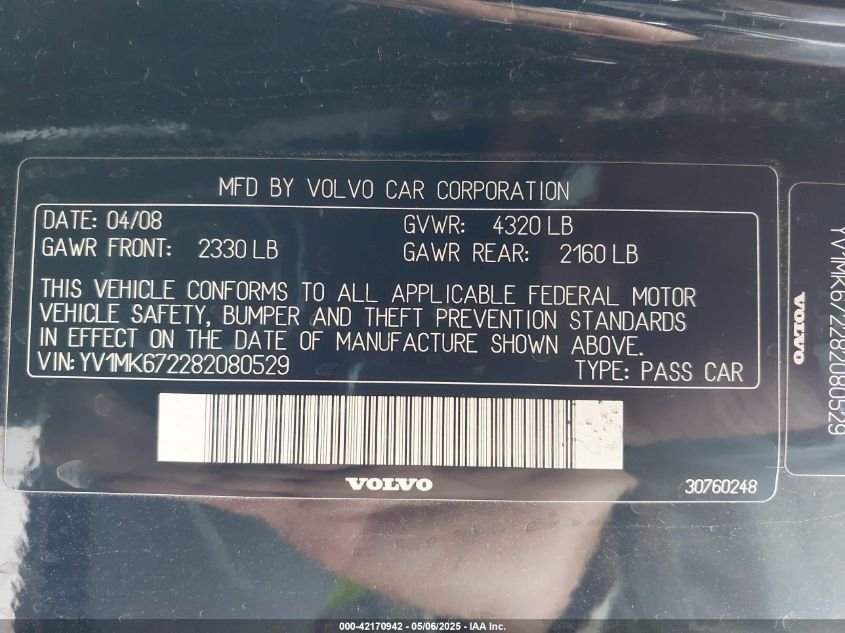 MFD BY VOLVO CAR CORPORATION
DATE: 04/08 GVWR: 4320 LB
GAWR FRONT: 2330 LB GAWR REAR: 2160 LB
THIS VEHICLE CONFORMS TO ALL APPLICABLE FEDERAL MOTOR
VEHICLE SAFETY, BUMPER AND THEFT PREVENTION STANDARDS
IN EFFECT ON THE DATE OF MANUFACTURE SHOWN ABOVE.
VIN:YV1MK672282080529 TYPE: PASS CAR
VOLVO 30760248
YV1MK672282080529
VOLVO
000-42170942 - 05/06/2025 - IAA Inc.